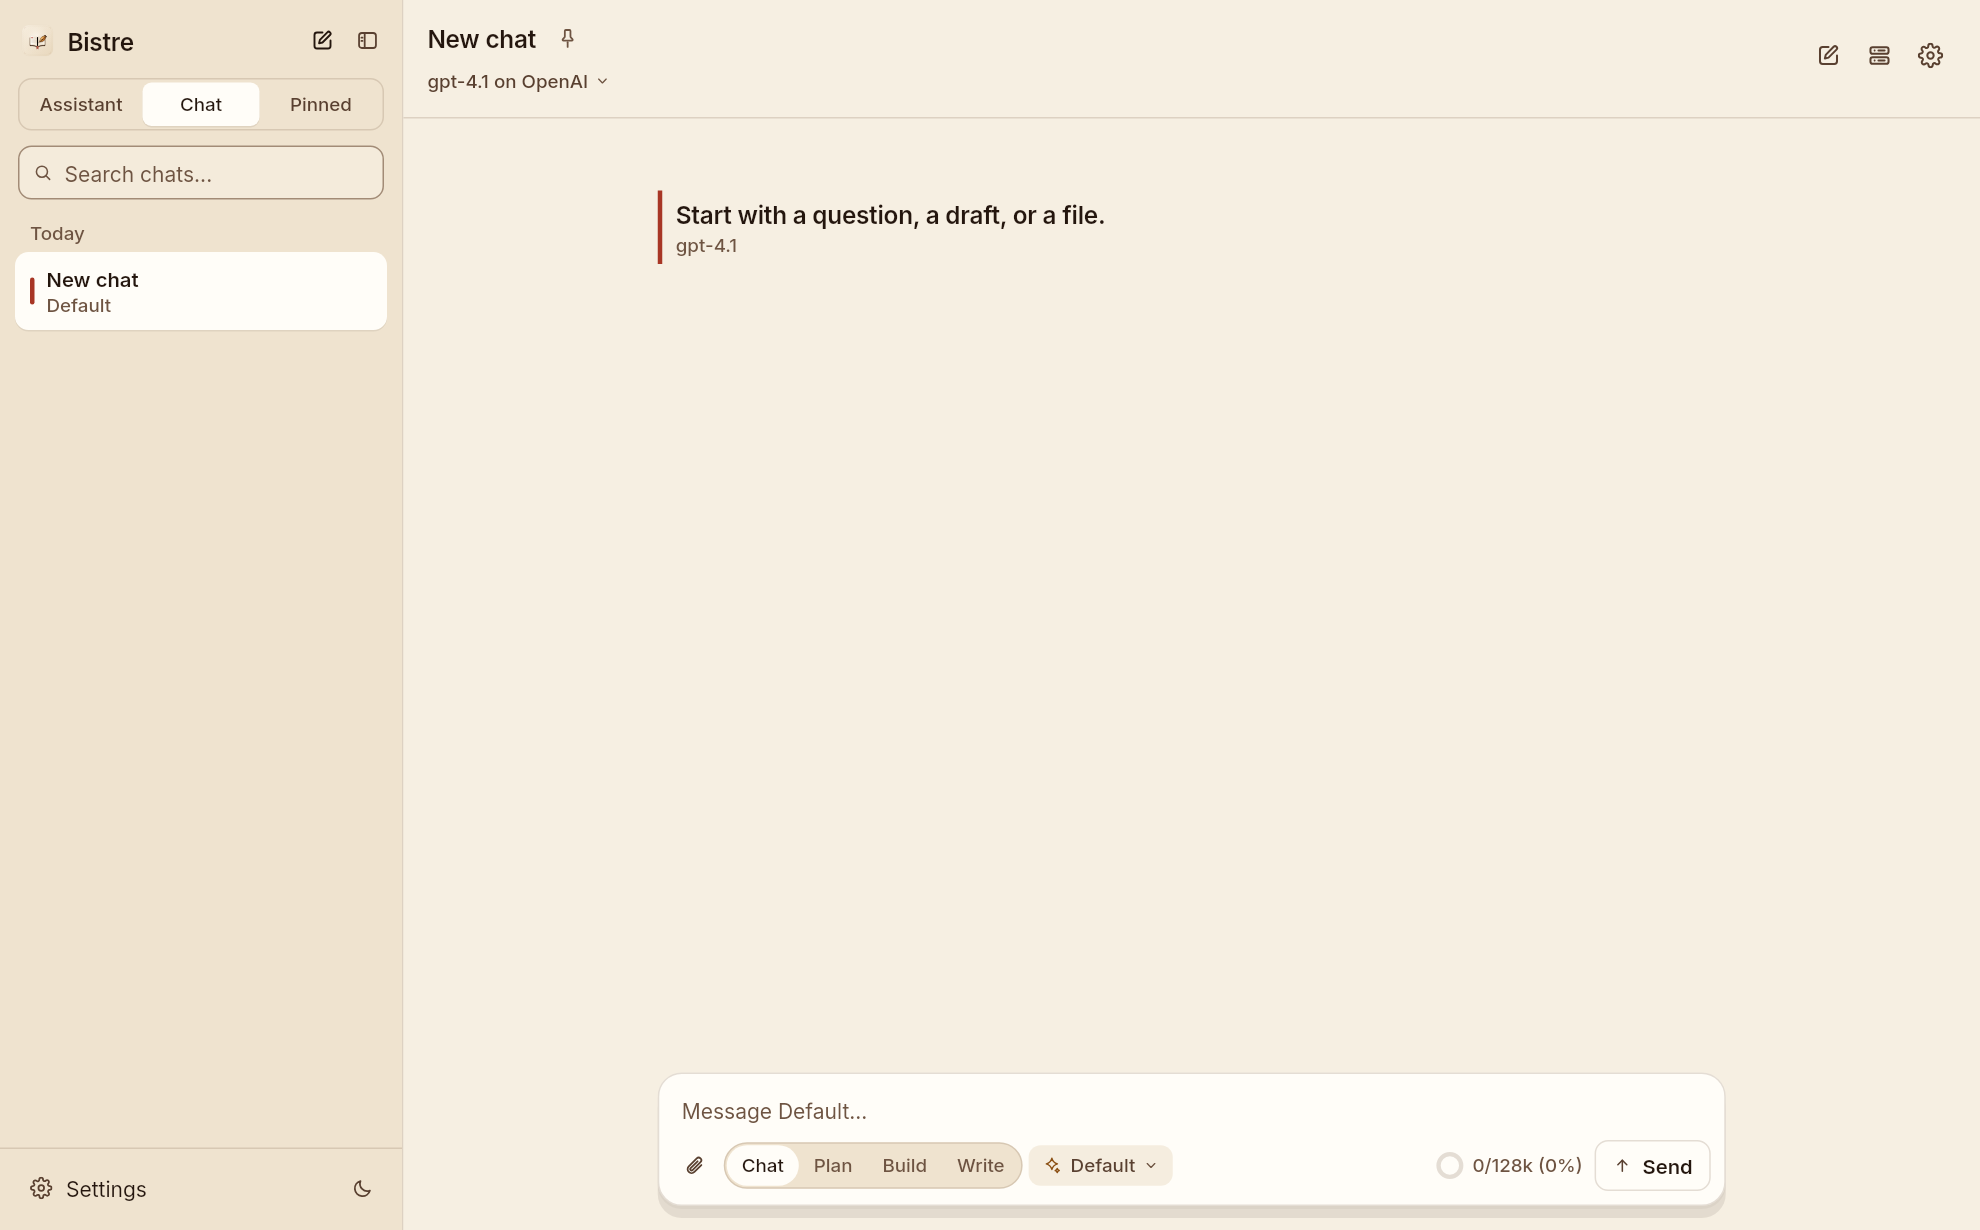 Bistre
Assistant Chat Pinned
Search chats...
Today
New chat
Default
Settings
New chat
gpt-4.1 on OpenAI
Start with a question, a draft, or a file.
gpt-4.1
Message Default...
Chat Plan Build Write Default 0/128k (0%) Send